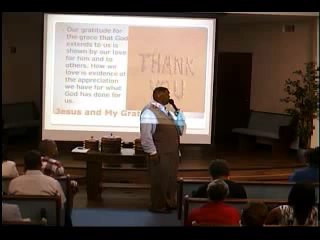 Our gratitude for
the grace that God
extends to us is
shown by our love
for him and to
others. How we
love is evidence of
the appreciation
we have for what
God has done for
us.
THANK
YOU
Jesus and My Gra